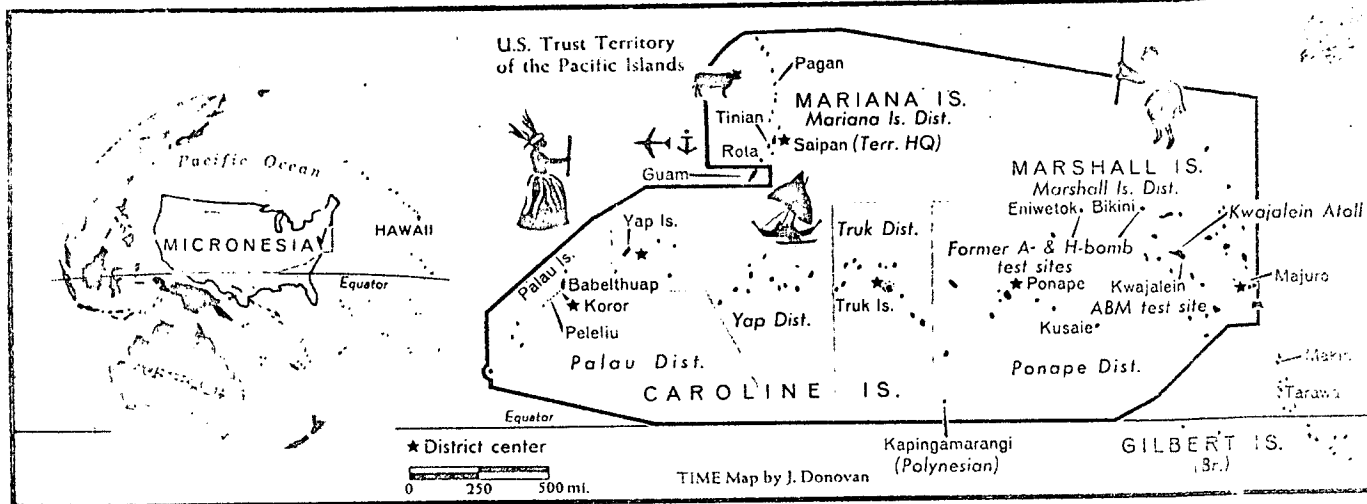 Pacific Ocean
MICRONESIA
HAWAII
Equator
U.S. Trust Territory
of the Pacific Islands
Pagan
MARIANA IS.
Mariana Is. Dist.
Tinian
Saipan (Terr. HQ)
Rota
Guam
MARSHALL IS.
Marshall Is. Dist.
Eniwetok
Bikini
Kwajalein Atoll
Yap Is.
Truk Dist.
Former A- & H-bomb
test sites
Palau Is.
Babelthuap
Koror
Peleliu
Ponape
Kwajalein
ABM test site
Majuro
Truk Is.
Yap Dist.
Kusaie
Palau Dist.
Ponape Dist.
CAROLINE IS.
Makin
Tarawa
Equator
★ District center
Kapingamarangi
(Polynesian)
GILBERT IS.
(Br.)
0 250 500 mi.
TIME Map by J. Donovan